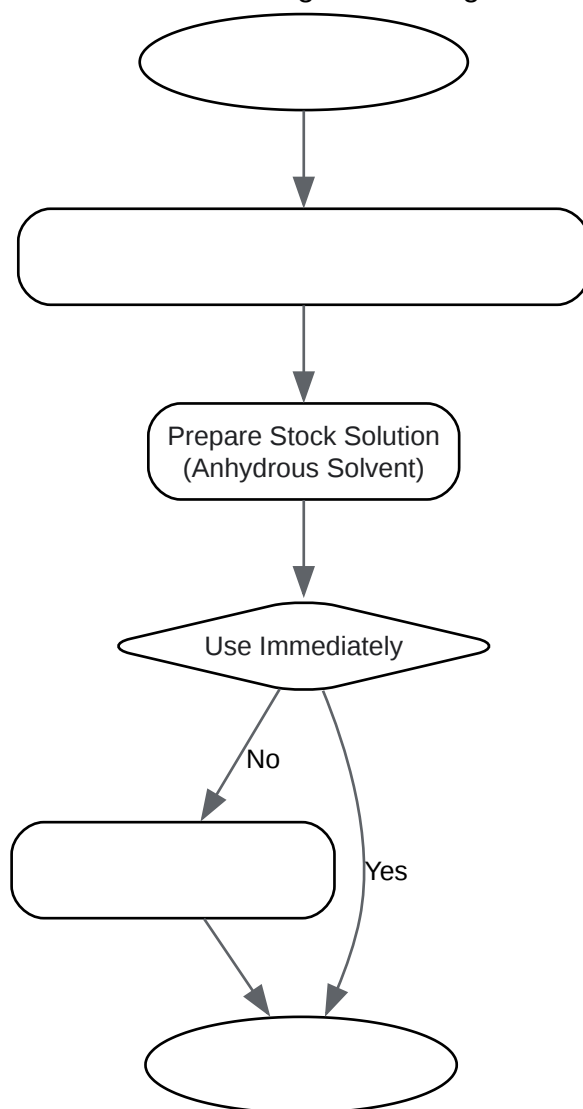 Prepare Stock Solution
(Anhydrous Solvent)
Use Immediately
No
Yes